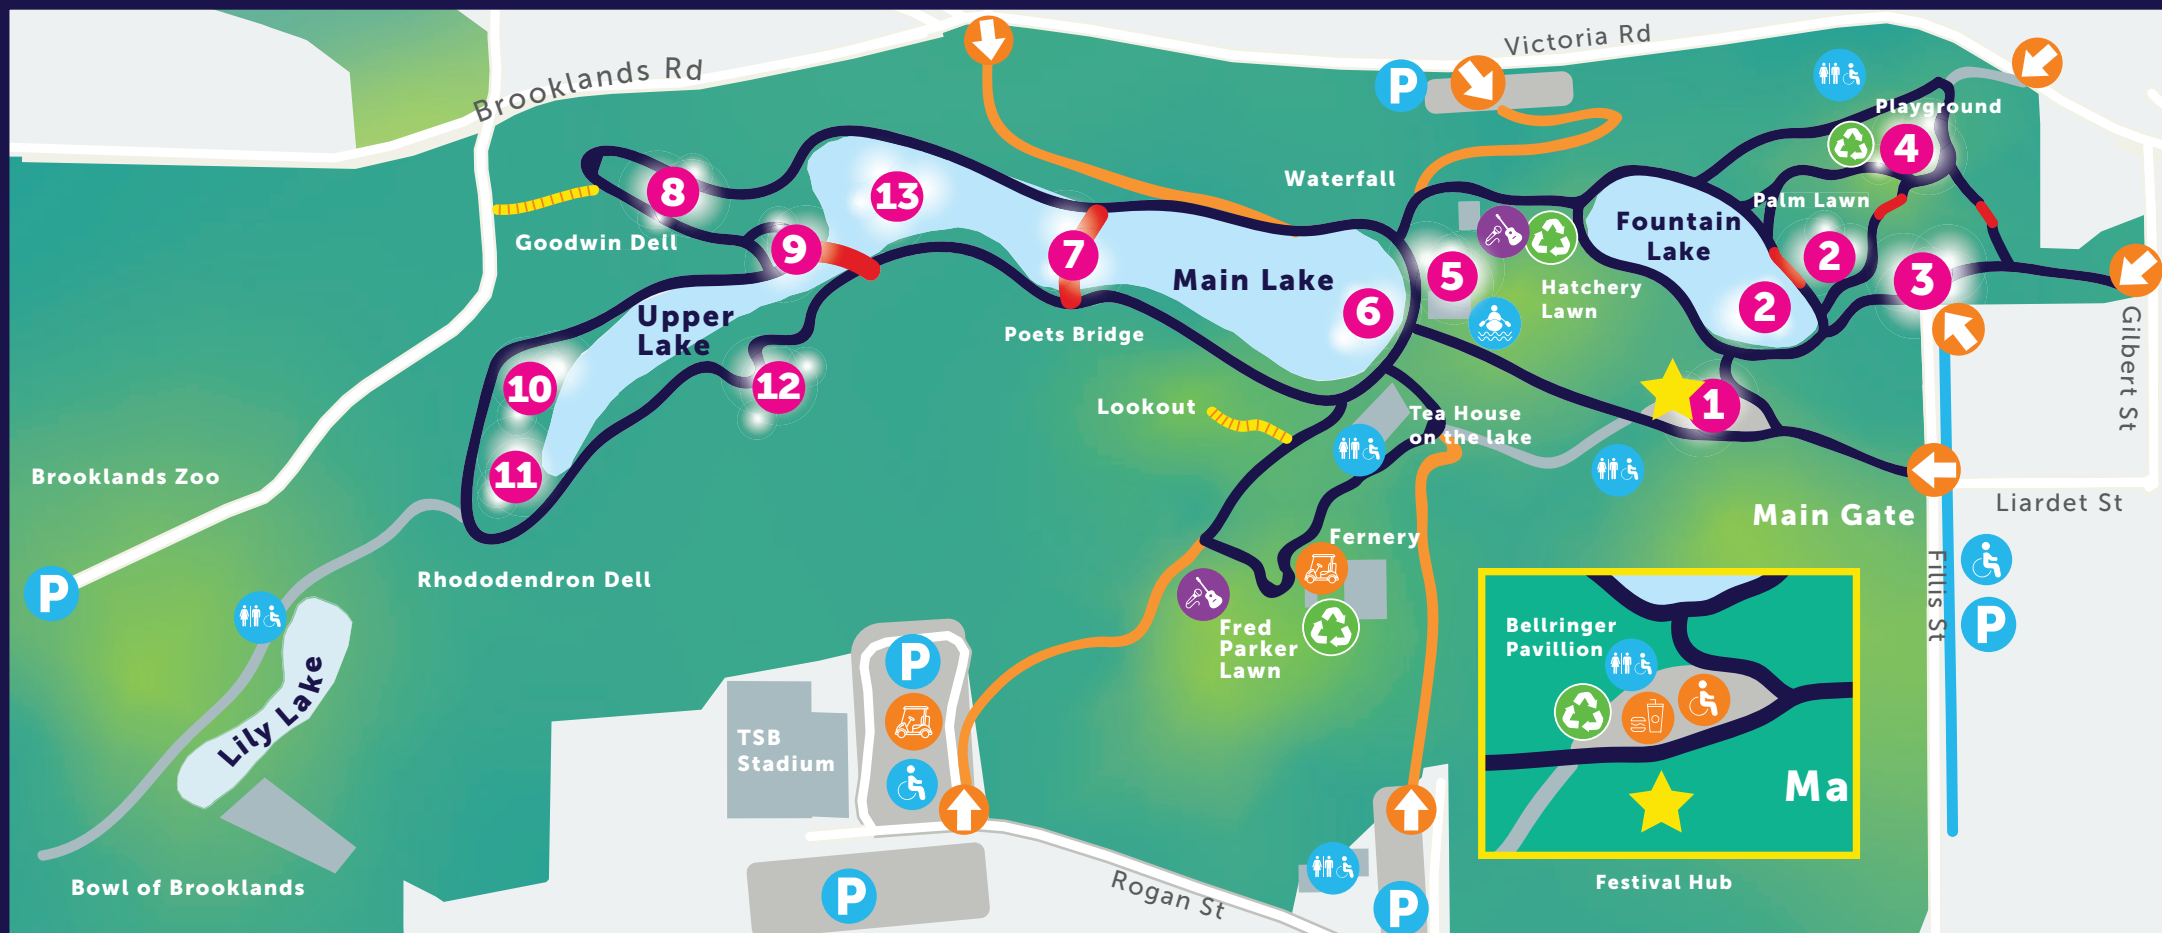 Victoria Rd
Brooklands Rd
P
Playground
4
Waterfall
Palm Lawn
8
13
Fountain
Lake
Goodwin Dell
9
7
5
2
3
Main Lake
Hatchery
Lawn
6
2
Upper
Lake
Poets Bridge
Gilbert St
10
12
Lookout
1
Tea House
on the lake
11
Brooklands Zoo
Main Gate
Liardet St
Fernery
Rhododendron Dell
P
Fillis St
P
Fred
Parker
Lawn
Bellringer
Pavillion
P
Lily Lake
TSB
Stadium
Ma
Bowl of Brooklands
P
Rogan St
P
Festival Hub